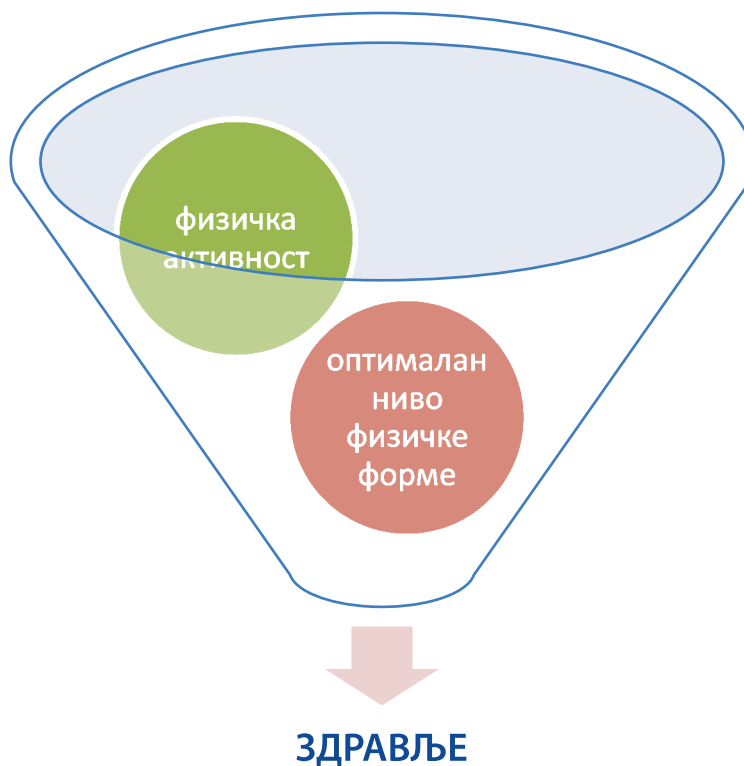 физичка
активност
оптималан
ниво
физичке
форме
ЗДРАВЉЕ